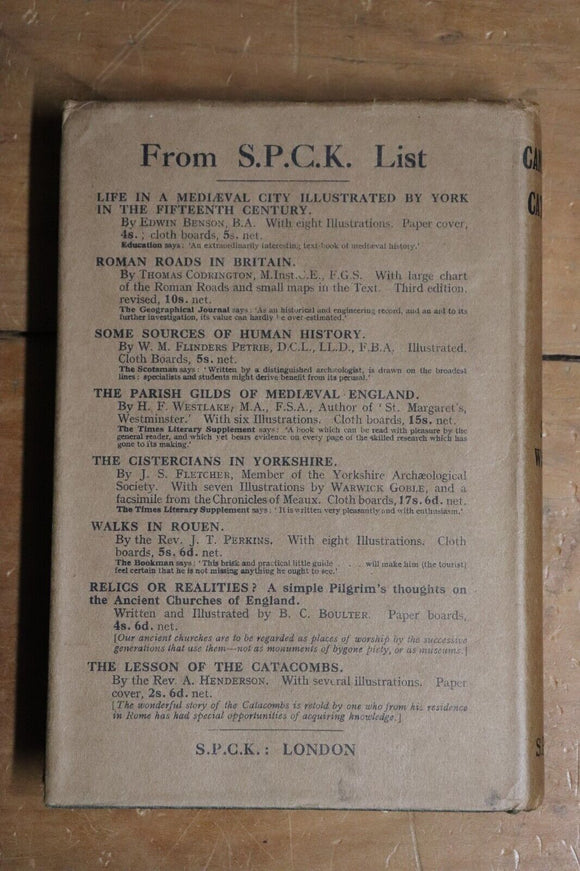 From S.P.C.K. List
LIFE IN A MEDIÆVAL CITY ILLUSTRATED BY YORK
IN THE FIFTEENTH CENTURY.
By EDWIN BENSON, B.A. With eight Illustrations. Paper cover,
4s.; cloth boards, 5s. net.
Education says: 'An extraordinarily interesting text-book of mediæval history.'
ROMAN ROADS IN BRITAIN.
By THOMAS CODRINGTON, M.Inst.C.E., F.G.S. With large chart
of the Roman Roads and small maps in the Text. Third edition,
revised, 10s. net.
The Geographical Journal says: 'As an historical and engineering record, and an aid to its
further investigation, its value can hardly be over-estimated.'
SOME SOURCES OF HUMAN HISTORY.
By W. M. FLINDERS PETRIE, D.C.L., LL.D., F.B.A. Illustrated.
Cloth Boards, 5s. net.
The Scotsman says: 'Written by a distinguished archæologist, is drawn on the broadest
lines: specialists and students might derive benefit from its perusal.'
THE PARISH GILDS OF MEDIÆVAL ENGLAND.
By H. F. WESTLAKE, M.A., F.S.A., Author of 'St. Margaret's,
Westminster.' With six Illustrations. Cloth boards, 15s. net.
The Times Literary Supplement says: 'A book which can be read with pleasure by the
general reader, and which yet bears evidence on every page of the skilled research which has
gone to its making.'
THE CISTERCIANS IN YORKSHIRE.
By J. S. FLETCHER, Member of the Yorkshire Archæological
Society. With seven Illustrations by WARWICK GOBLE, and a
facsimile from the Chronicles of Meaux. Cloth boards, 17s. 6d. net.
The Times Literary Supplement says: 'It is written very pleasantly and with enthusiasm.'
WALKS IN ROUEN.
By the Rev. J. T. PERKINS. With eight Illustrations. Cloth
boards, 5s. 6d. net.
The Bookman says: 'This brisk and practical little guide . . will make him (the tourist)
feel certain that he is not missing anything he ought to see.'
RELICS OR REALITIES? A simple Pilgrim's thoughts on
the Ancient Churches of England.
Written and Illustrated by B. C. BOULTER. Paper boards,
4s. 6d. net.
[Our ancient churches are to be regarded as places of worship by the successive
generations that use them—not as monuments of bygone piety, or as museums.]
THE LESSON OF THE CATACOMBS.
By the Rev. A. HENDERSON. With several illustrations. Paper
cover, 2s. 6d. net.
[The wonderful story of the Catacombs is retold by one who from his residence
in Rome has had special opportunities of acquiring knowledge.]
S.P.C.K.: LONDON